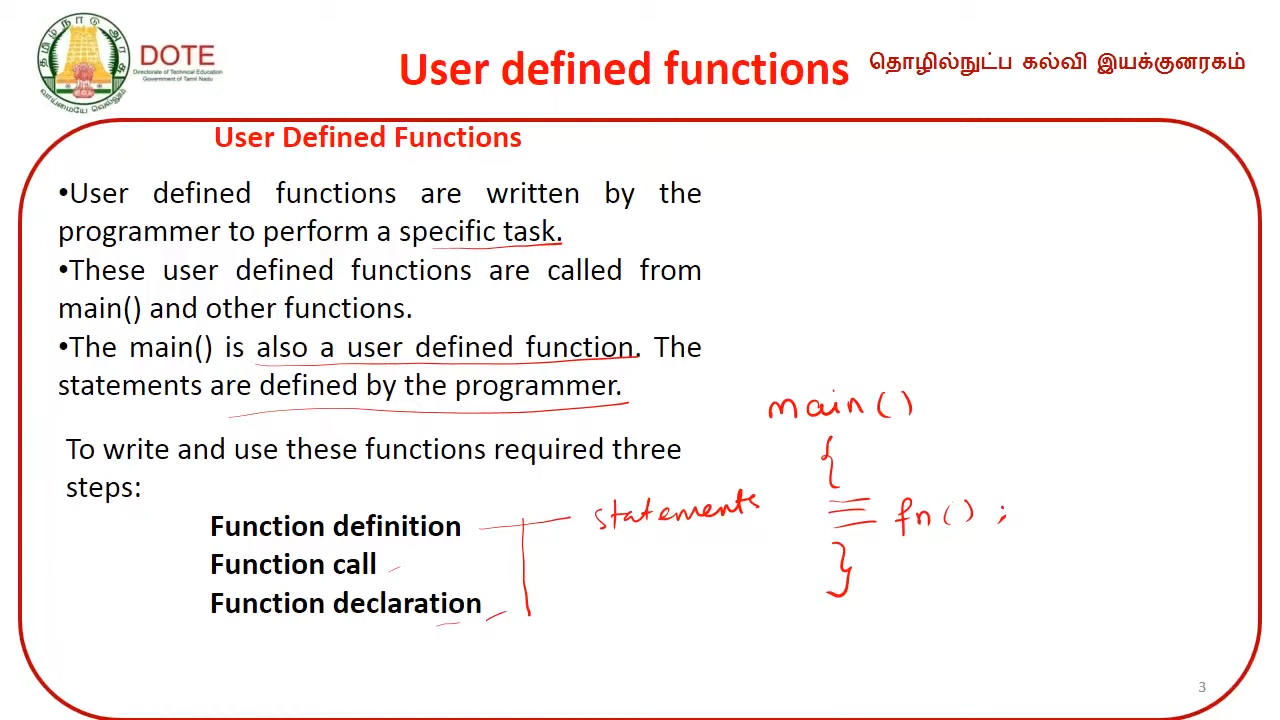 தமிழ்நாடு அரசு
வாய்மையே வெல்லும்
DOTE
Directorate of Technical Education
Government of Tamil Nadu
User defined functions
தொழில்நுட்ப கல்வி இயக்குனரகம்
User Defined Functions
•User defined functions are written by the
programmer to perform a specific task.
•These user defined functions are called from
main() and other functions.
•The main() is also a user defined function. The
statements are defined by the programmer.
To write and use these functions required three
steps:
Function definition
Function call
Function declaration
statements
main()
{
fn();
}
3